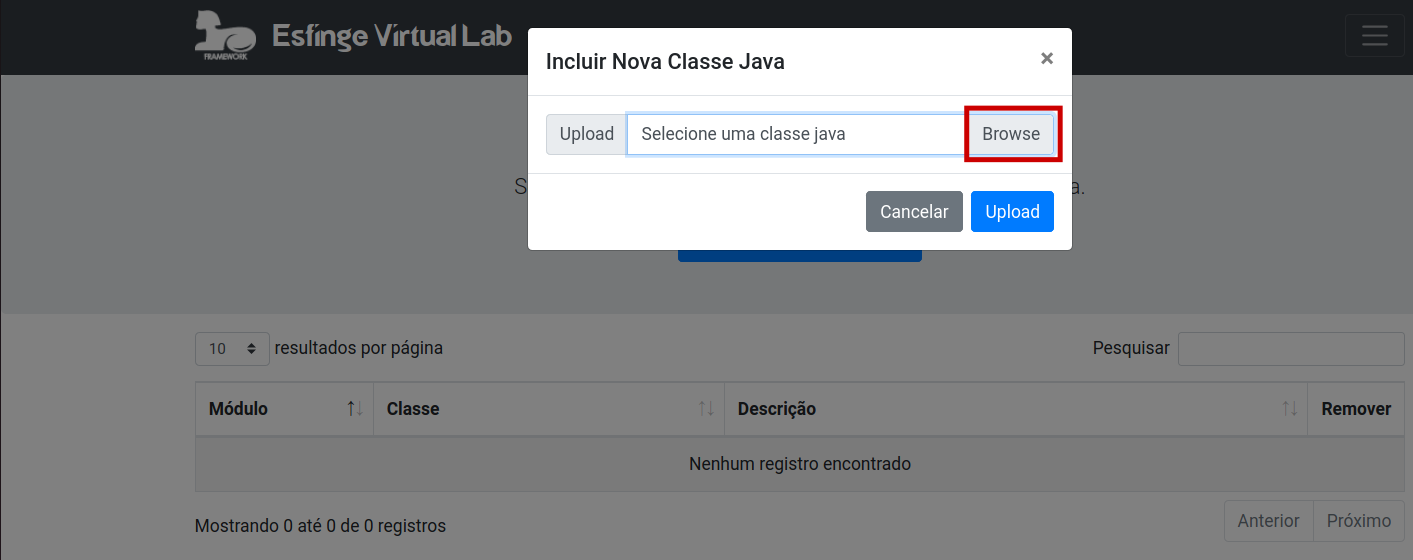 FRAMEWORK
Esfinge Virtual Lab
Incluir Nova Classe Java
×
Upload Selecione uma classe java Browse
S a.
Cancelar Upload
10 resultados por página Pesquisar
Módulo Classe Descrição Remover
Nenhum registro encontrado
Mostrando 0 até 0 de 0 registros Anterior Próximo